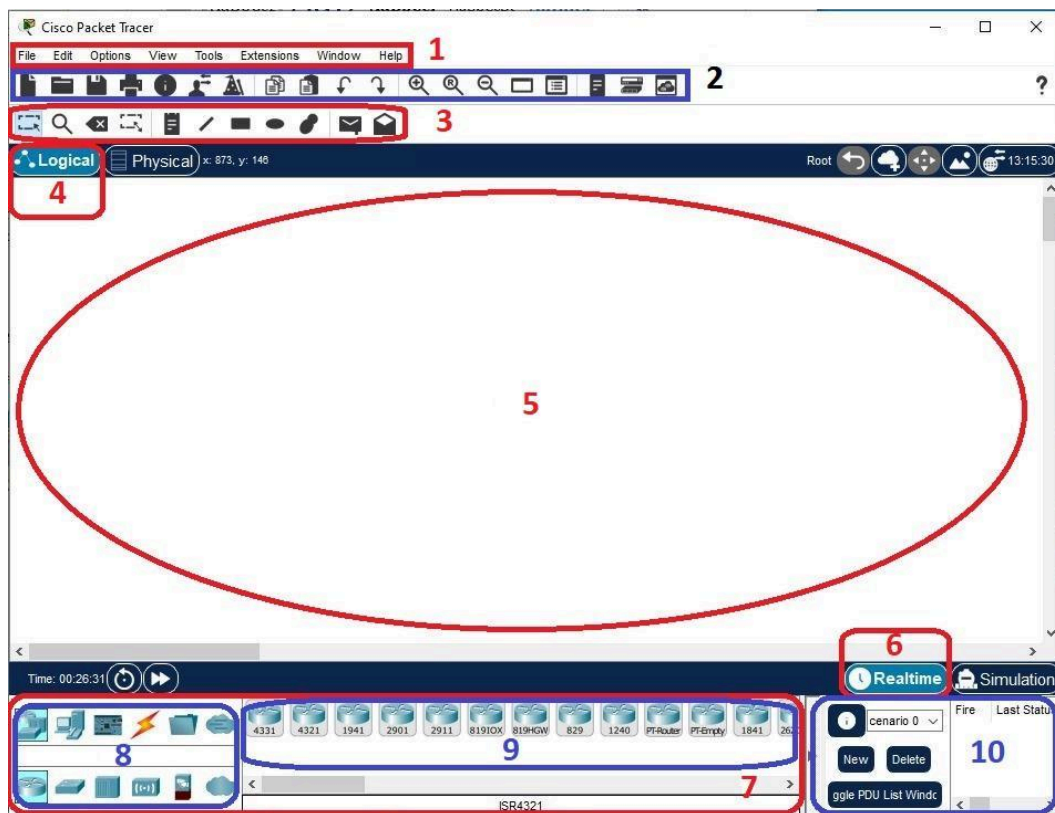 Cisco Packet Tracer
File Edit Options View Tools Extensions Window Help 1
2 ?
3
Logical Physical x: 873, y: 146 Root 13:15:30
4
5
6
Time: 00:26:31 Realtime Simulation
4331 4321 1941 2901 2911 819IOX 819HGW 829 1240 PT-Router PT-Empty 1841 262
cenario 0 Fire Last Statu
8 9 New Delete 10
7 ggle PDU List Windo
ISR4321